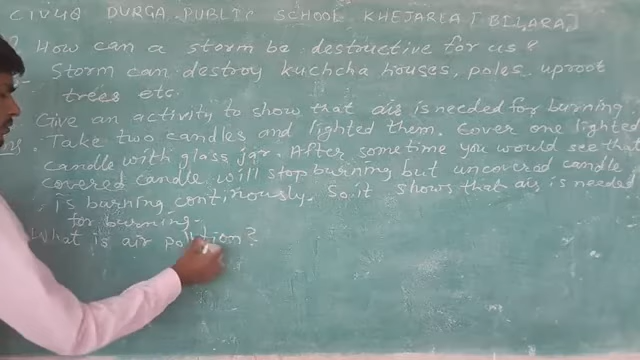 DURGA PUBLIC SCHOOL KHEJARLA [BILARA]
How can a storm be destructive for us?
Storm can destroy kuchcha houses, poles, uproot
trees etc.
Give an activity to show that air is needed for burning.
Take two candles and lighted them. Cover one lighted
candle with glass jar. After sometime you would see that
covered candle will stop burning but uncovered candle
is burning continously. So it shows that air is needed
for burning.
What is air pollution?